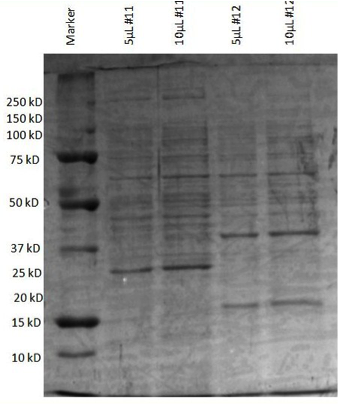 Marker
5µL #11
10µL #11
5µL #12
10µL #12
250 kD
150 kD
100 kD
75 kD
50 kD
37 kD
25 kD
20 kD
15 kD
10 kD